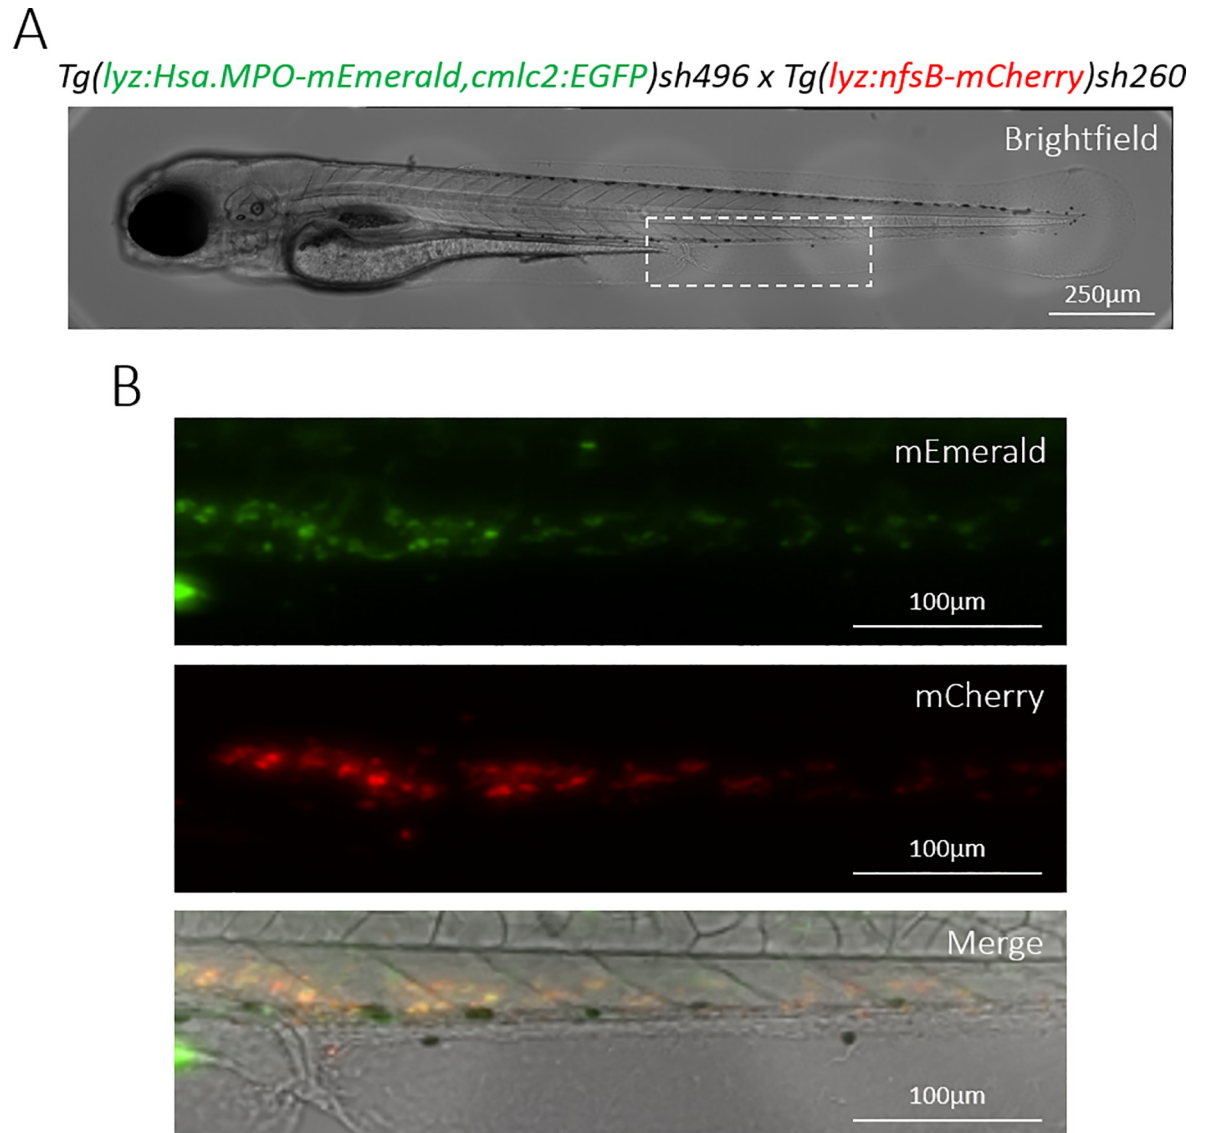 A
Tg(lyz:Hsa.MPO-mEmerald,cmlc2:EGFP)sh496 x Tg(lyz:nfsB-mCherry)sh260
Brightfield
250µm
B
mEmerald
100µm
mCherry
100µm
Merge
100µm